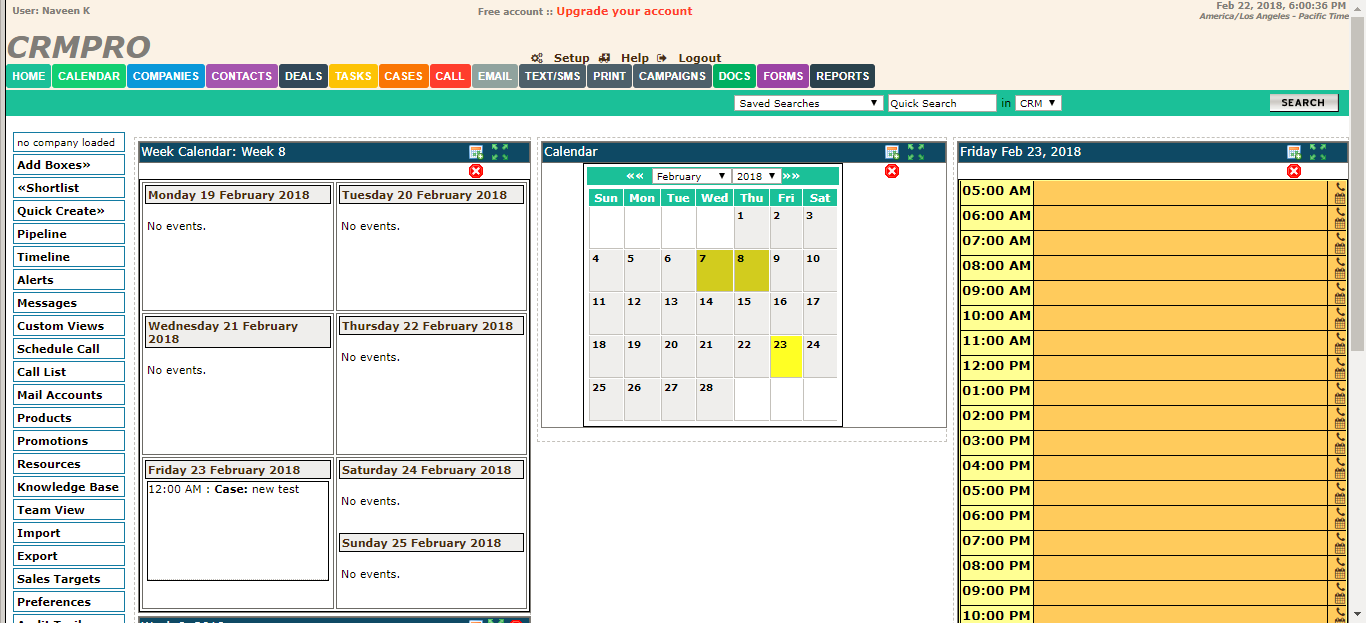 User: Naveen K
Free account :: Upgrade your account
Feb 22, 2018, 6:00:36 PM
America/Los Angeles - Pacific Time
CRMPRO
Setup Help Logout
HOME CALENDAR COMPANIES CONTACTS DEALS TASKS CASES CALL EMAIL TEXT/SMS PRINT CAMPAIGNS DOCS FORMS REPORTS
Saved Searches Quick Search in CRM SEARCH
no company loaded
Add Boxes»
«Shortlist
Quick Create»
Pipeline
Timeline
Alerts
Messages
Custom Views
Schedule Call
Call List
Mail Accounts
Products
Promotions
Resources
Knowledge Base
Team View
Import
Export
Sales Targets
Preferences
Week Calendar: Week 8
Monday 19 February 2018
No events.
Tuesday 20 February 2018
No events.
Wednesday 21 February
2018
No events.
Thursday 22 February 2018
No events.
Friday 23 February 2018
12:00 AM : Case: new test
Saturday 24 February 2018
No events.
Sunday 25 February 2018
No events.
Calendar
«« February 2018 »»
Sun Mon Tue Wed Thu Fri Sat
1 2 3
4 5 6 7 8 9 10
11 12 13 14 15 16 17
18 19 20 21 22 23 24
25 26 27 28
Friday Feb 23, 2018
05:00 AM
06:00 AM
07:00 AM
08:00 AM
09:00 AM
10:00 AM
11:00 AM
12:00 PM
01:00 PM
02:00 PM
03:00 PM
04:00 PM
05:00 PM
06:00 PM
07:00 PM
08:00 PM
09:00 PM
10:00 PM